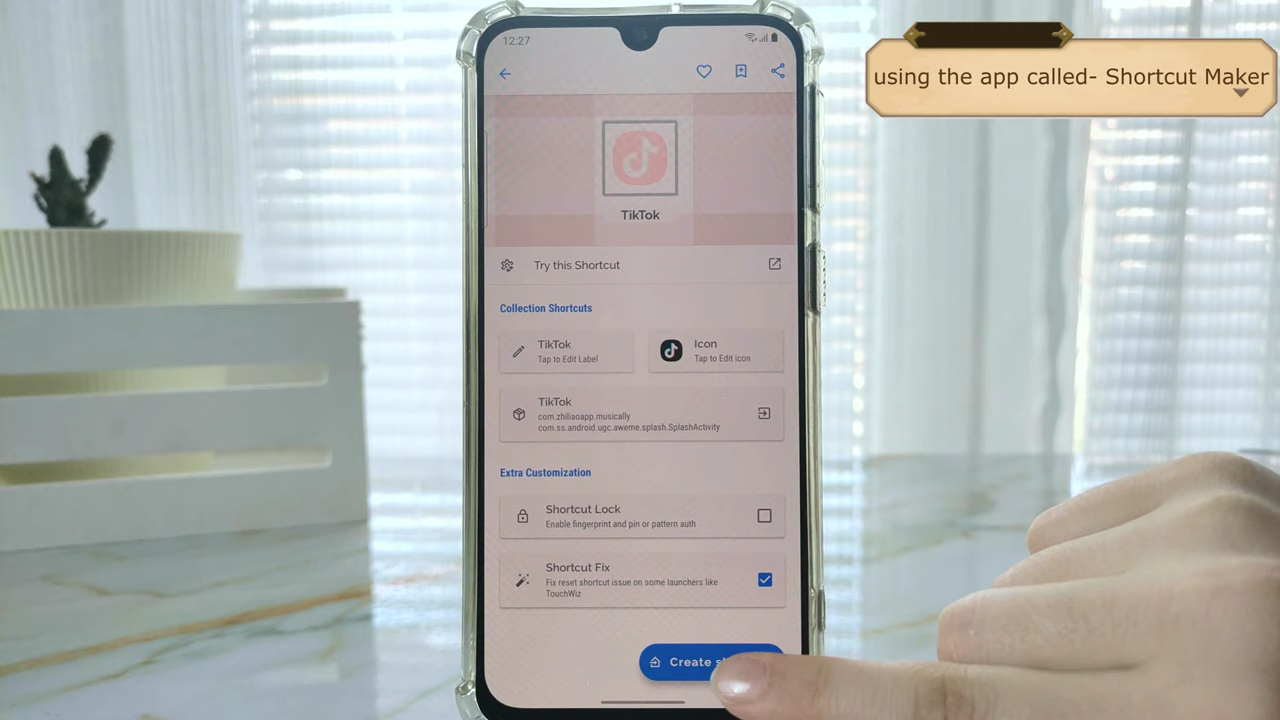 using the app called- Shortcut Maker
12:27
TikTok
Try this Shortcut
Collection Shortcuts
TikTok
Tap to Edit Label
Icon
Tap to Edit icon
TikTok
com.zhiliaoapp.musically
com.ss.android.ugc.aweme.splash.SplashActivity
Extra Customization
Shortcut Lock
Enable fingerprint and pin or pattern auth
Shortcut Fix
Fix reset shortcut issue on some launchers like
TouchWiz
Create